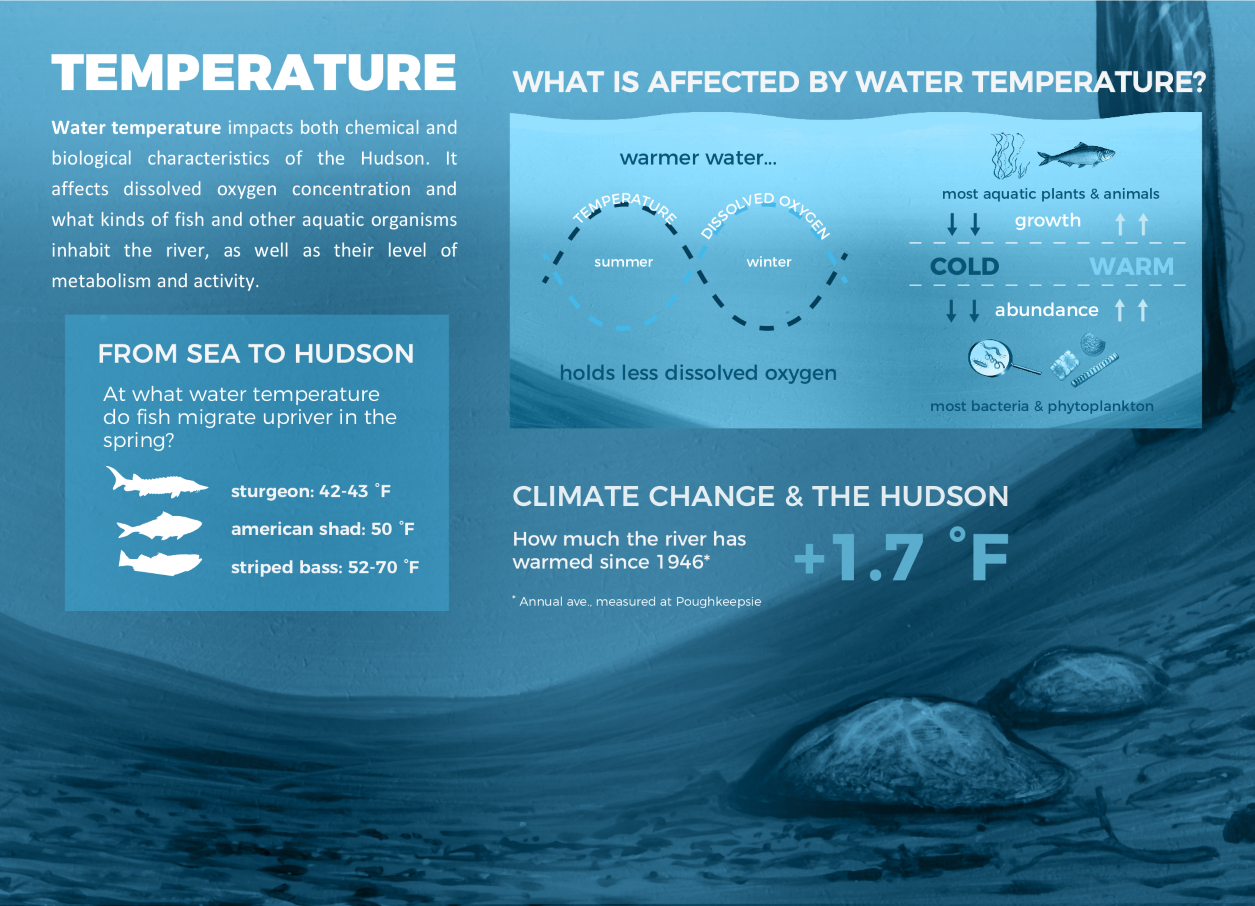 TEMPERATURE
Water temperature impacts both chemical and
biological characteristics of the Hudson. It
affects dissolved oxygen concentration and
what kinds of fish and other aquatic organisms
inhabit the river, as well as their level of
metabolism and activity.
FROM SEA TO HUDSON
At what water temperature
do fish migrate upriver in the
spring?
sturgeon: 42-43 °F
american shad: 50 °F
striped bass: 52-70 °F
WHAT IS AFFECTED BY WATER TEMPERATURE?
warmer water...
TEMPERATURE
DISSOLVED OXYGEN
summer
winter
holds less dissolved oxygen
most aquatic plants & animals
growth
COLD WARM
abundance
most bacteria & phytoplankton
CLIMATE CHANGE & THE HUDSON
How much the river has
warmed since 1946*
+1.7 °F
* Annual ave., measured at Poughkeepsie